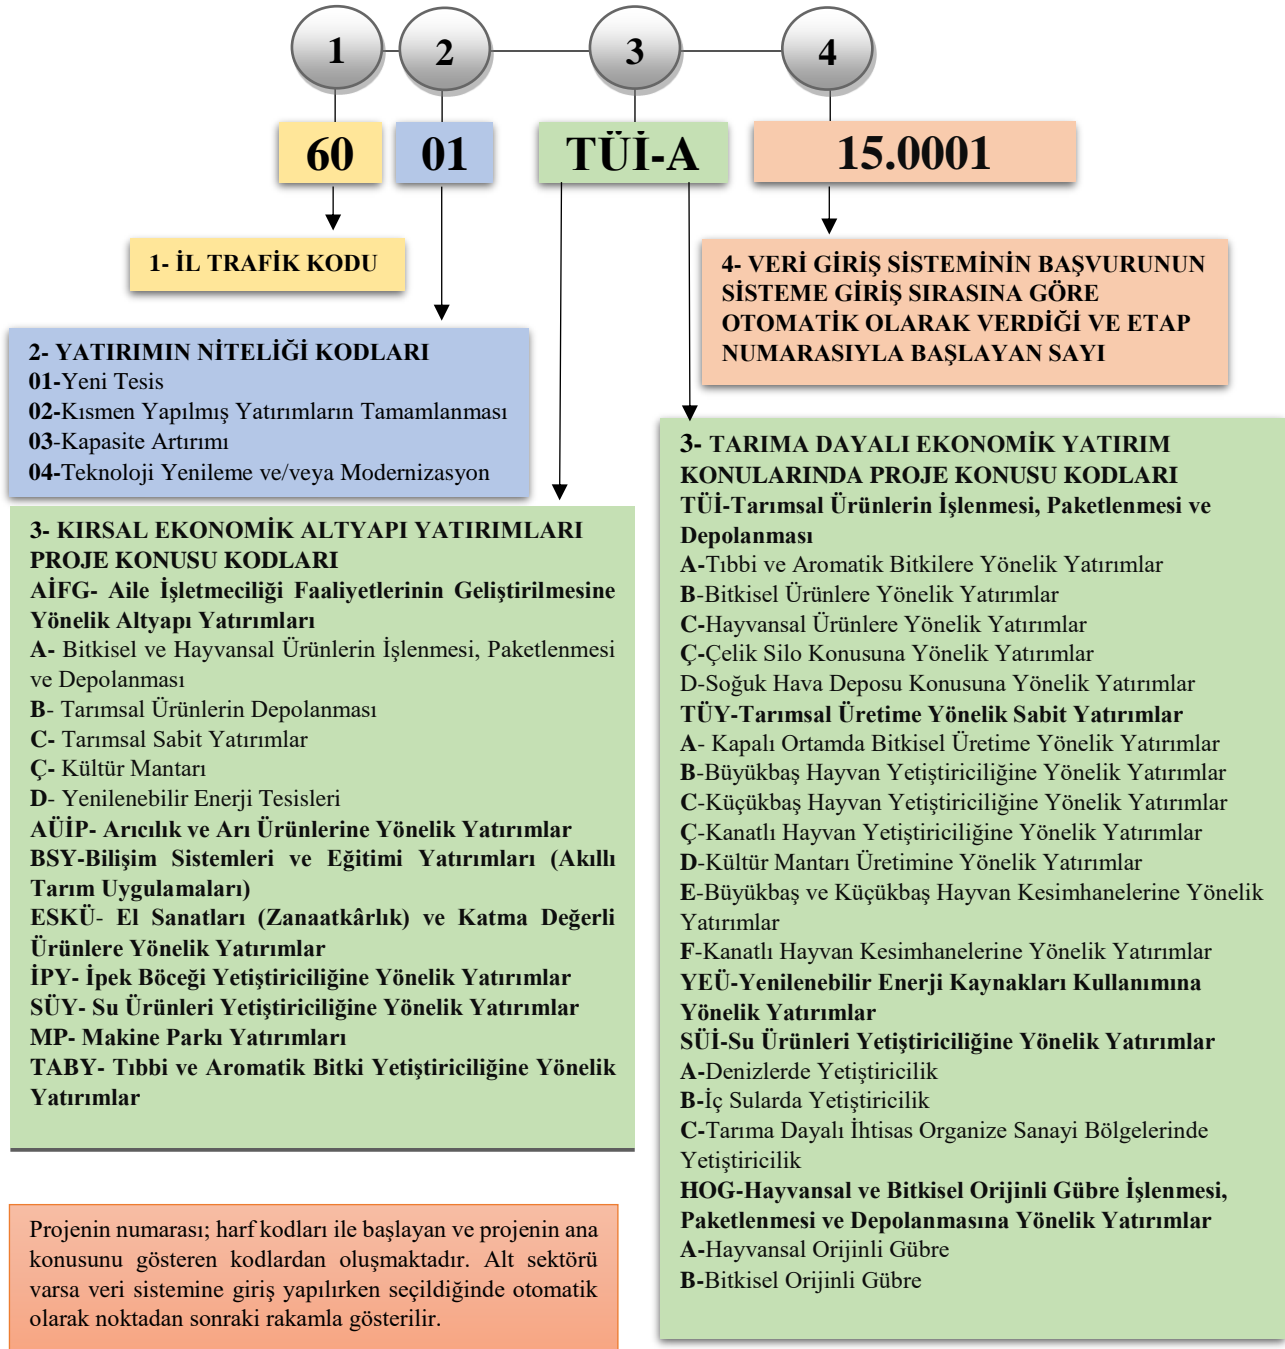 1
2
3
4
60
01
TÜİ-A
15.0001
1- İL TRAFİK KODU
4- VERİ GİRİŞ SİSTEMİNİN BAŞVURUNUN
SİSTEME GİRİŞ SIRASINA GÖRE
OTOMATİK OLARAK VERDİĞİ VE ETAP
NUMARASIYLA BAŞLAYAN SAYI
2- YATIRIMIN NİTELİĞİ KODLARI
01-Yeni Tesis
02-Kısmen Yapılmış Yatırımların Tamamlanması
03-Kapasite Artırımı
04-Teknoloji Yenileme ve/veya Modernizasyon
3- KIRSAL EKONOMİK ALTYAPI YATIRIMLARI
PROJE KONUSU KODLARI
AİFG- Aile İşletmeciliği Faaliyetlerinin Geliştirilmesine
Yönelik Altyapı Yatırımları
A- Bitkisel ve Hayvansal Ürünlerin İşlenmesi, Paketlenmesi
ve Depolanması
B- Tarımsal Ürünlerin Depolanması
C- Tarımsal Sabit Yatırımlar
Ç- Kültür Mantarı
D- Yenilenebilir Enerji Tesisleri
AÜİP- Arıcılık ve Arı Ürünlerine Yönelik Yatırımlar
BSY-Bilişim Sistemleri ve Eğitimi Yatırımları (Akıllı
Tarım Uygulamaları)
ESKÜ- El Sanatları (Zanaatkârlık) ve Katma Değerli
Ürünlere Yönelik Yatırımlar
İPY- İpek Böceği Yetiştiriciliğine Yönelik Yatırımlar
SÜY- Su Ürünleri Yetiştiriciliğine Yönelik Yatırımlar
MP- Makine Parkı Yatırımları
TABY- Tıbbi ve Aromatik Bitki Yetiştiriciliğine Yönelik
Yatırımlar
3- TARIMA DAYALI EKONOMİK YATIRIM
KONULARINDA PROJE KONUSU KODLARI
TÜİ-Tarımsal Ürünlerin İşlenmesi, Paketlenmesi ve
Depolanması
A-Tıbbi ve Aromatik Bitkilere Yönelik Yatırımlar
B-Bitkisel Ürünlere Yönelik Yatırımlar
C-Hayvansal Ürünlere Yönelik Yatırımlar
Ç-Çelik Silo Konusuna Yönelik Yatırımlar
D-Soğuk Hava Deposu Konusuna Yönelik Yatırımlar
TÜY-Tarımsal Üretime Yönelik Sabit Yatırımlar
A- Kapalı Ortamda Bitkisel Üretime Yönelik Yatırımlar
B-Büyükbaş Hayvan Yetiştiriciliğine Yönelik Yatırımlar
C-Küçükbaş Hayvan Yetiştiriciliğine Yönelik Yatırımlar
Ç-Kanatlı Hayvan Yetiştiriciliğine Yönelik Yatırımlar
D-Kültür Mantarı Üretimine Yönelik Yatırımlar
E-Büyükbaş ve Küçükbaş Hayvan Kesimhanelerine Yönelik
Yatırımlar
F-Kanatlı Hayvan Kesimhanelerine Yönelik Yatırımlar
YEÜ-Yenilenebilir Enerji Kaynakları Kullanımına
Yönelik Yatırımlar
SÜİ-Su Ürünleri Yetiştiriciliğine Yönelik Yatırımlar
A-Denizlerde Yetiştiricilik
B-İç Sularda Yetiştiricilik
C-Tarıma Dayalı İhtisas Organize Sanayi Bölgelerinde
Yetiştiricilik
HOG-Hayvansal ve Bitkisel Orijinli Gübre İşlenmesi,
Paketlenmesi ve Depolanmasına Yönelik Yatırımlar
A-Hayvansal Orijinli Gübre
B-Bitkisel Orijinli Gübre
Projenin numarası; harf kodları ile başlayan ve projenin ana
konusunu gösteren kodlardan oluşmaktadır. Alt sektörü
varsa veri sistemine giriş yapılırken seçildiğinde otomatik
olarak noktadan sonraki rakamla gösterilir.